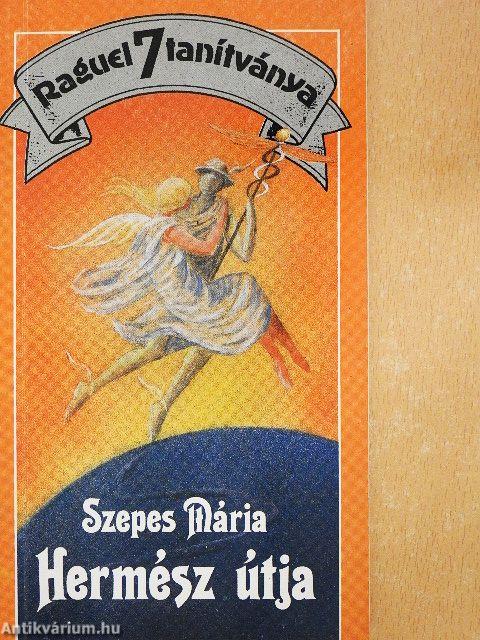 Raguel 7 tanítványa
Szepes Mária
Hermész útja
Antikvárium.hu